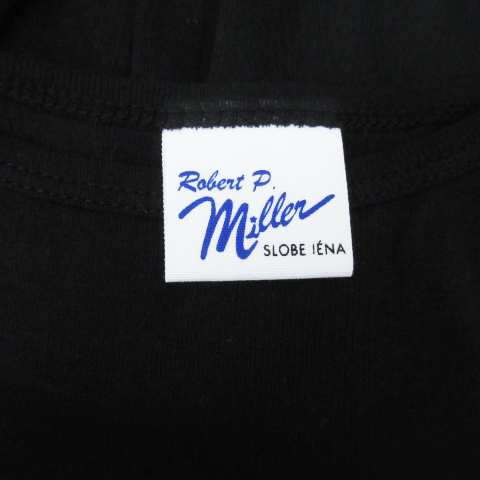 Robert P.
Miller
SLOBE IÉNA